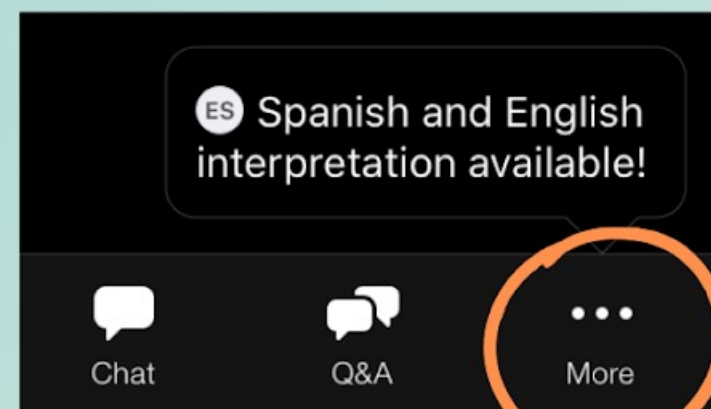 ES Spanish and English
interpretation available!
Chat Q&A More